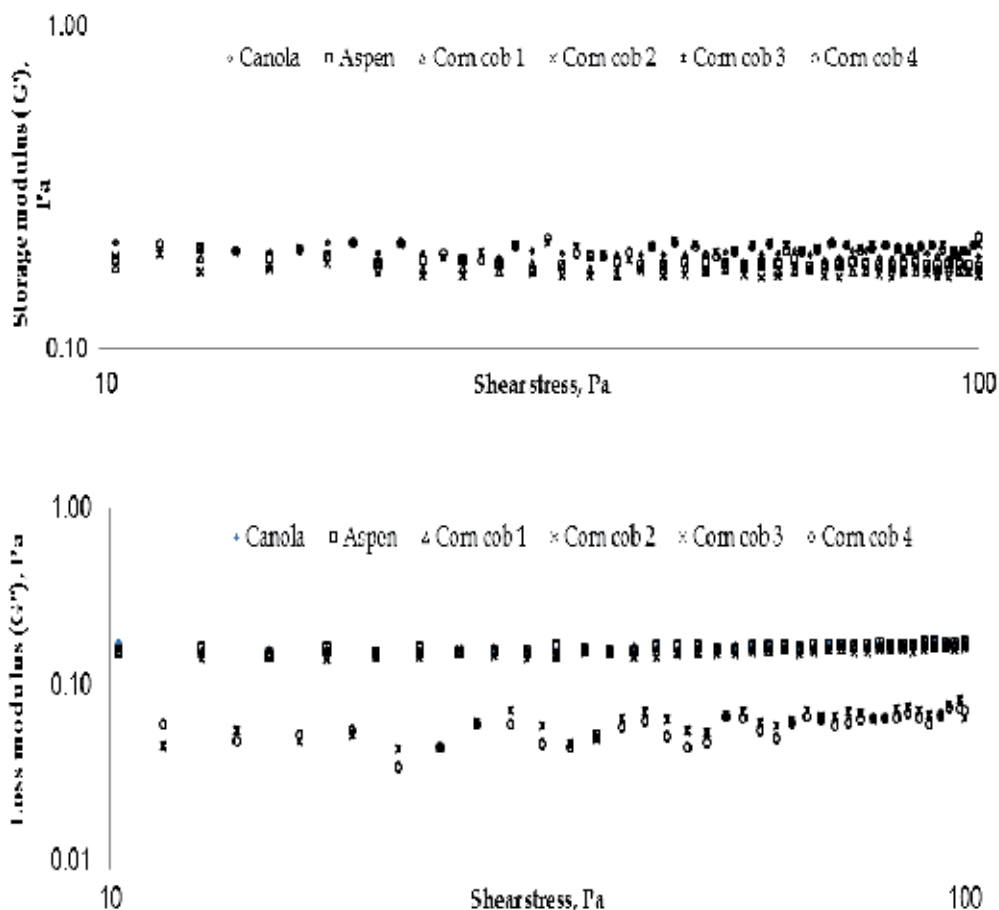 1.00
Canola Aspen Corn cob 1 Corn cob 2 Corn cob 3 Corn cob 4
Storage modulus (G'),
Pa
0.10
10 100
Shear stress, Pa
1.00
Canola Aspen Corn cob 1 Corn cob 2 Corn cob 3 Corn cob 4
Loss modulus (G"), Pa
0.10
0.01
10 100
Shear stress, Pa